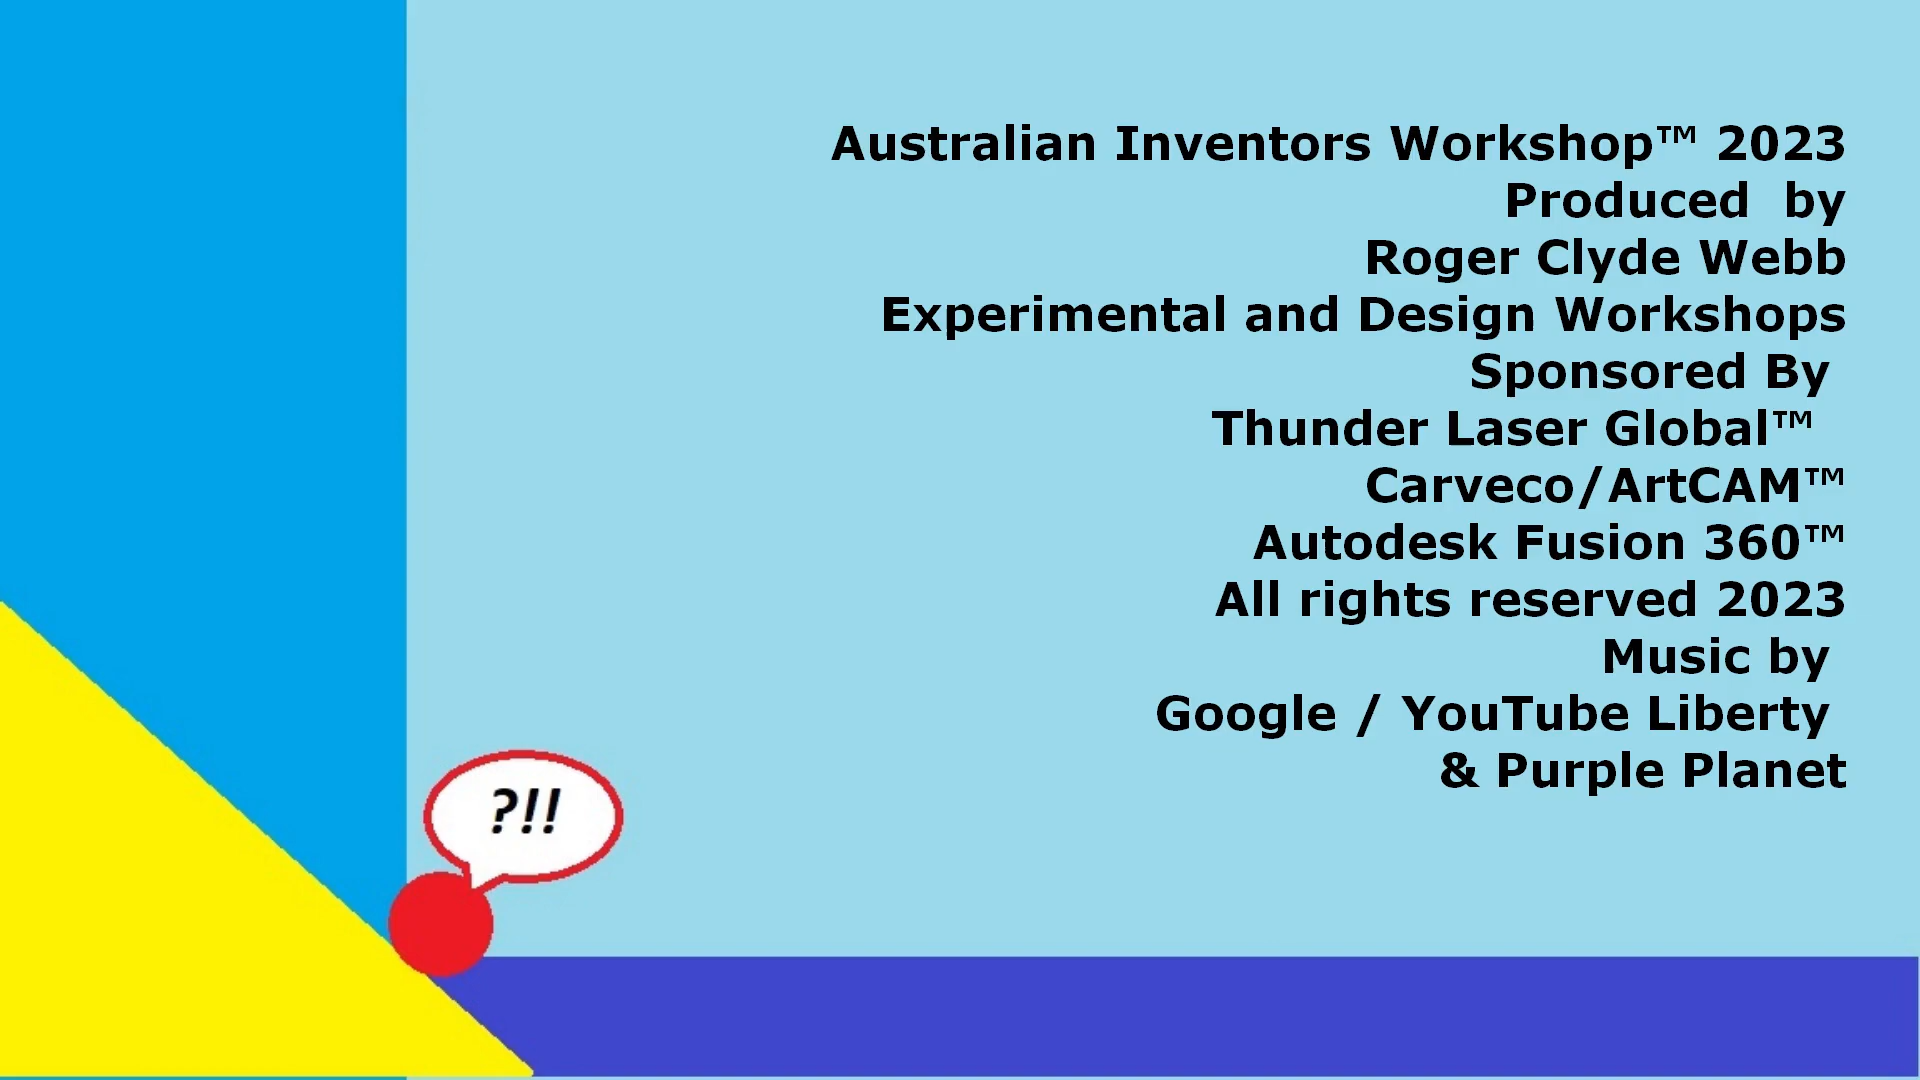 Australian Inventors Workshop™ 2023
Produced  by
Roger Clyde Webb
Experimental and Design Workshops
Sponsored By
Thunder Laser Global™
Carveco/ArtCAM™
Autodesk Fusion 360™
All rights reserved 2023
Music by
Google / YouTube Liberty
& Purple Planet
?!!